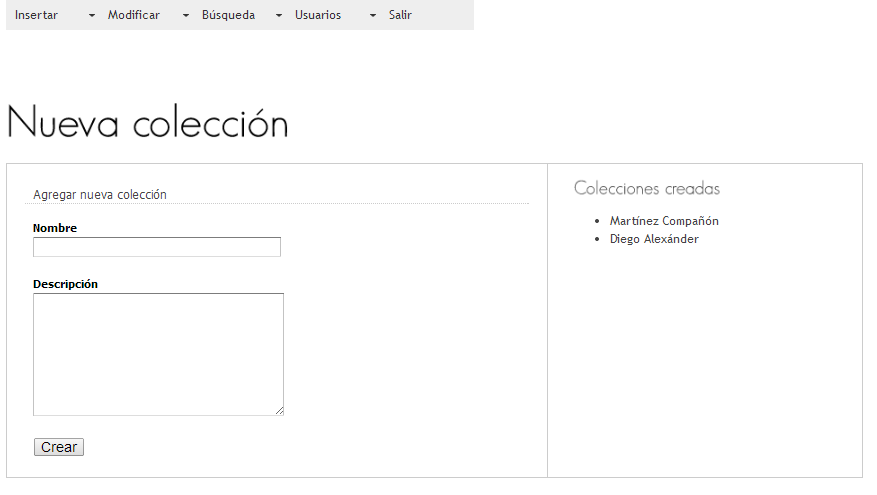 Insertar Modificar Búsqueda Usuarios Salir
Nueva colección
Agregar nueva colección
Nombre
Descripción
Crear
Colecciones creadas
Martínez Compañón
Diego Alexánder